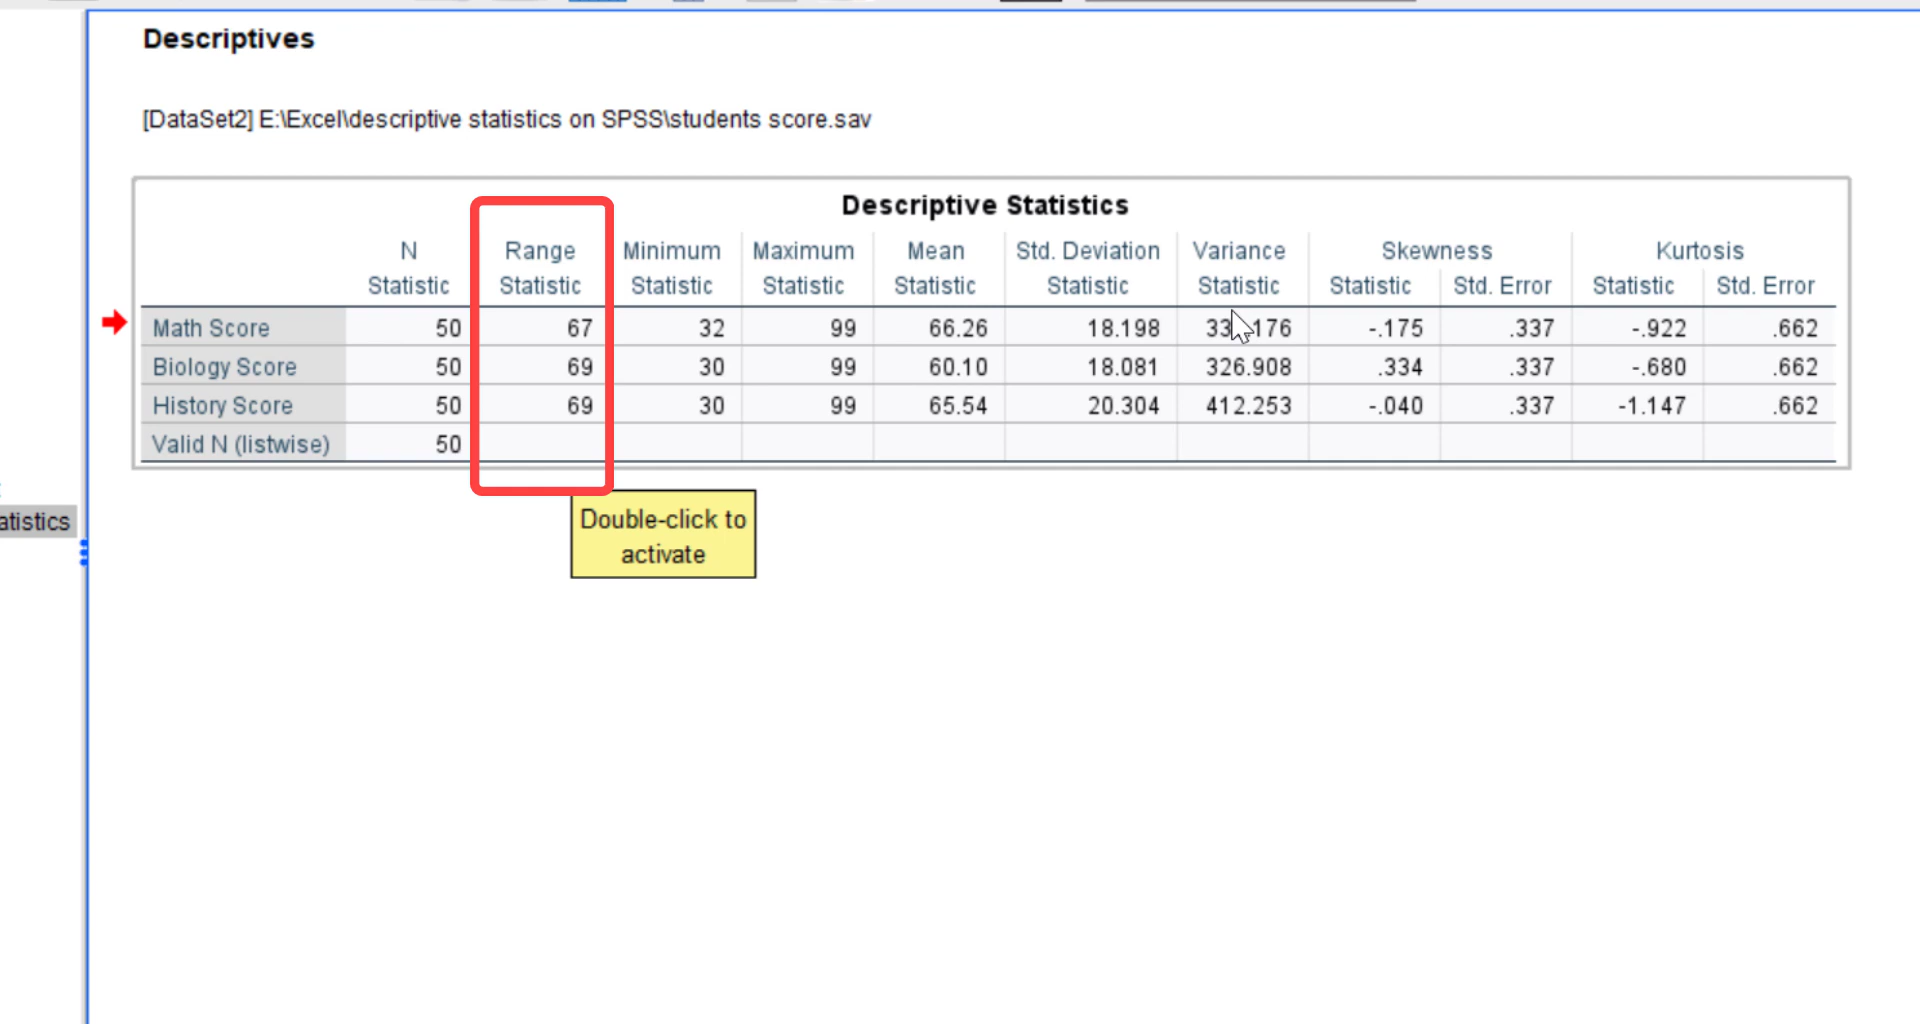 Descriptives
[DataSet2] E:\Excel\descriptive statistics on SPSS\students score.sav
Descriptive Statistics
N Range Minimum Maximum Mean Std. Deviation Variance Skewness Kurtosis
Statistic Statistic Statistic Statistic Statistic Statistic Statistic Statistic Std. Error Statistic Std. Error
Math Score 50 67 32 99 66.26 18.198 -.175 .337 -.922 .662
Biology Score 50 69 30 99 60.10 18.081 326.908 .334 .337 -.680 .662
History Score 50 69 30 99 65.54 20.304 412.253 -.040 .337 -1.147 .662
Valid N (listwise) 50
atistics
Double-click to
activate